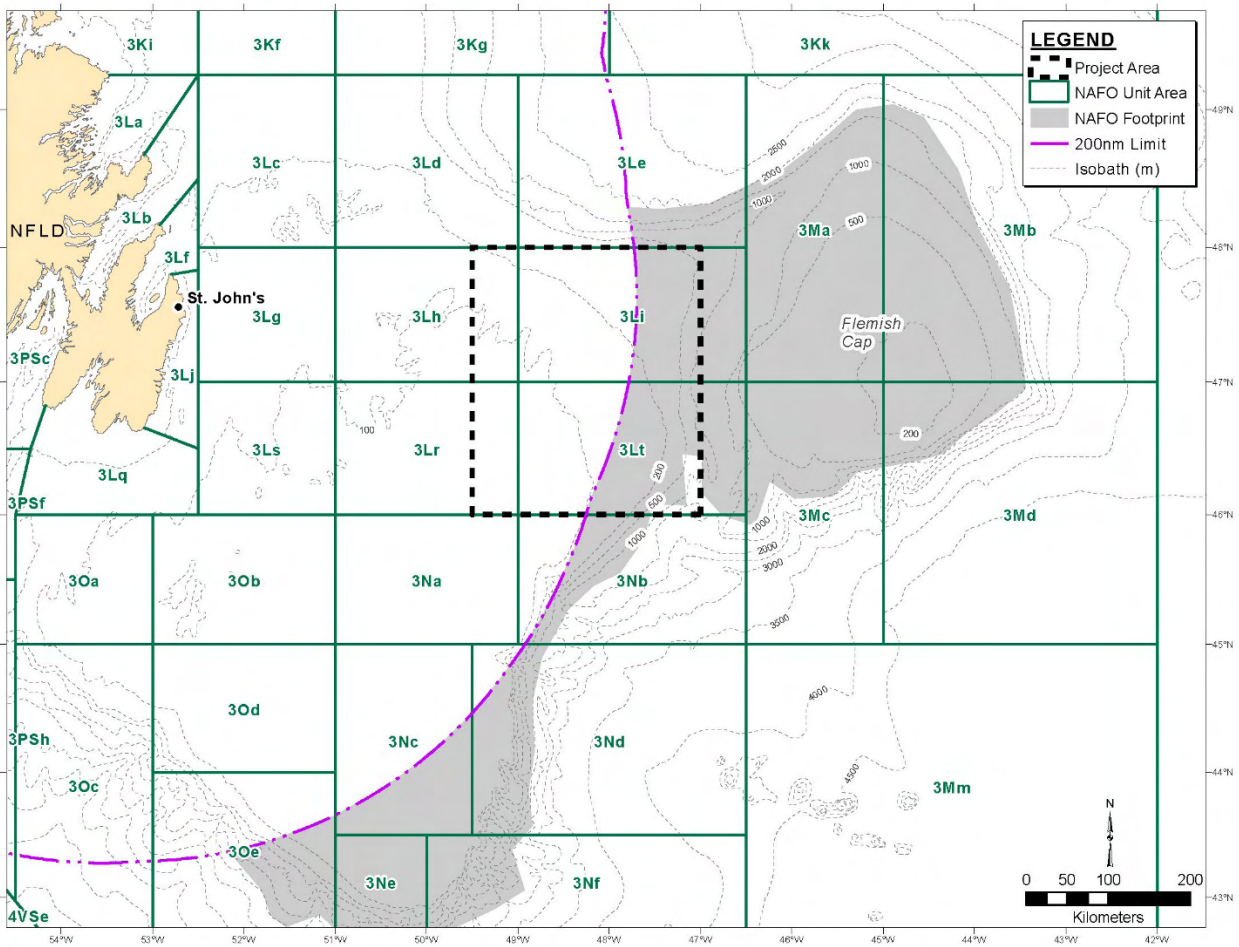 3Ki
3Kf
3Kg
3Kk
LEGEND
Project Area
NAFO Unit Area
NAFO Footprint
200nm Limit
Isobath (m)
49°N
3La
3Lc
3Ld
3Le
2500
2000
1000
1000
500
3Lb
NFLD
3Lf
3Ma
3Mb
48°N
St. John's
3Lg
3Lh
3Li
Flemish
Cap
3PSc
3Lj
47°N
100
3Ls
3Lr
3Lt
200
200
3Lq
500
3PSf
46°N
1000
1000
3Mc
3Md
2000
3000
3Oa
3Ob
3Na
3Nb
3500
45°N
4000
3Od
3PSh
3Nc
3Nd
44°N
3Oc
4500
3Mm
N
3Oe
3Ne
3Nf
0 50 100 200
Kilometers
43°N
4VSe
54°W 53°W 52°W 51°W 50°W 49°W 48°W 47°W 46°W 45°W 44°W 43°W 42°W